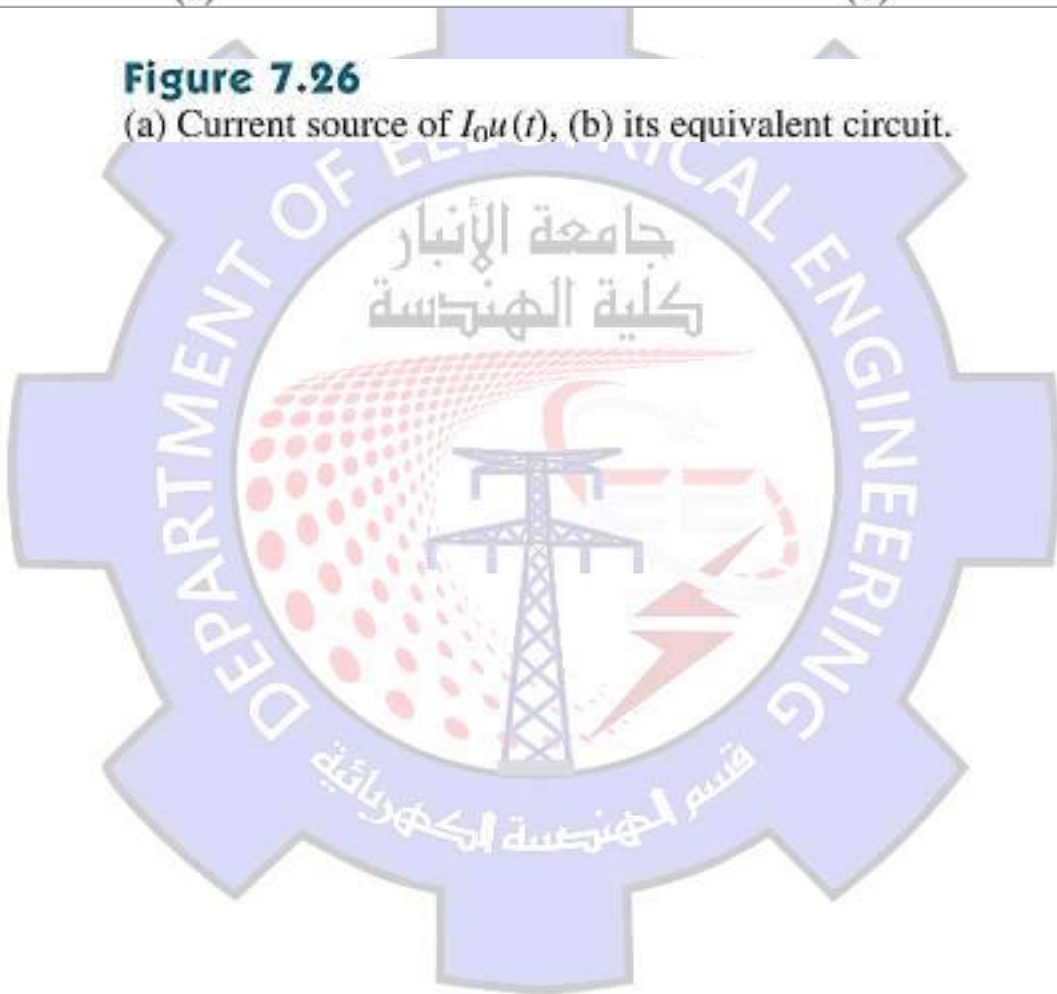 Figure 7.26
(a) Current source of I₀u(t), (b) its equivalent circuit.
DEPARTMENT OF ELECTRICAL ENGINEERING
جامعة الأنبار
كلية الهندسة
قسم الهندسة الكهربائية